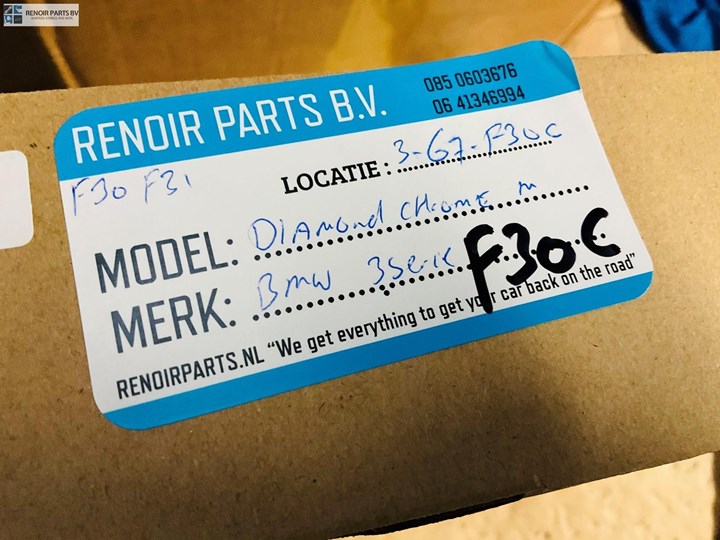 RENOIR PARTS BV
RENOIR PARTS B.V.
085 0603676
06 41346994
F30 F31
LOCATIE: 3-67-F30C
MODEL: DIAMOND CHROME M
MERK: BMW 3Serie F30C
RENOIRPARTS.NL “We get everything to get your car back on the road”